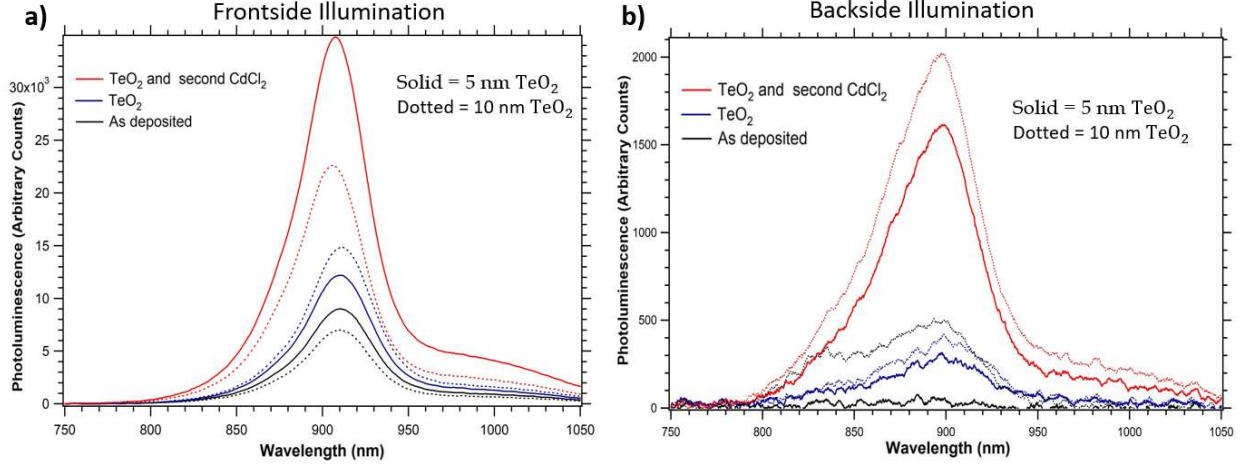 a)
Frontside Illumination
Photoluminescence (Arbitrary Counts)
30x10³
25
20
15
10
5
0
TeO₂ and second CdCl₂
TeO₂
As deposited
Solid = 5 nm TeO₂
Dotted = 10 nm TeO₂
750
800
850
900
950
1000
1050
Wavelength (nm)
b)
Backside Illumination
Photoluminescence (Arbitrary Counts)
2000
1500
1000
500
0
TeO₂ and second CdCl₂
TeO₂
As deposited
Solid = 5 nm TeO₂
Dotted = 10 nm TeO₂
750
800
850
900
950
1000
1050
Wavelength (nm)